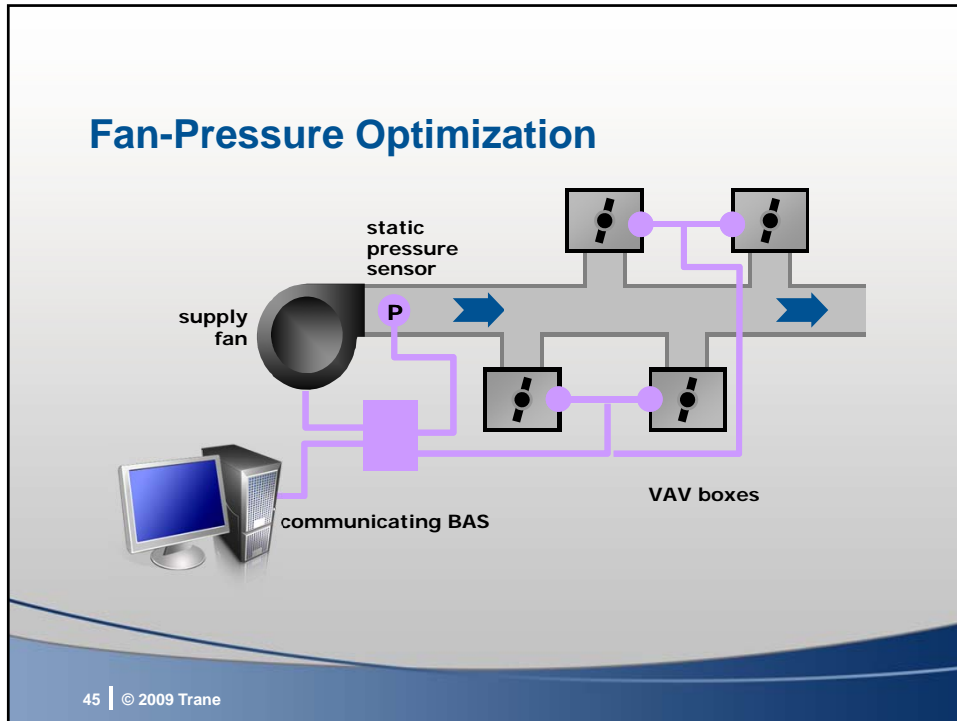 Fan-Pressure Optimization
static
pressure
sensor
supply
fan
P
VAV boxes
communicating BAS
45 | © 2009 Trane